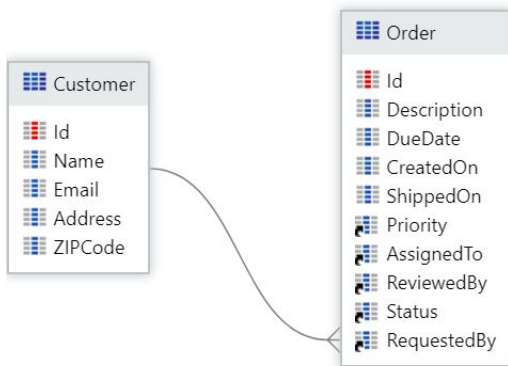 Customer
Id
Name
Email
Address
ZIPCode
Order
Id
Description
DueDate
CreatedOn
ShippedOn
Priority
AssignedTo
ReviewedBy
Status
RequestedBy